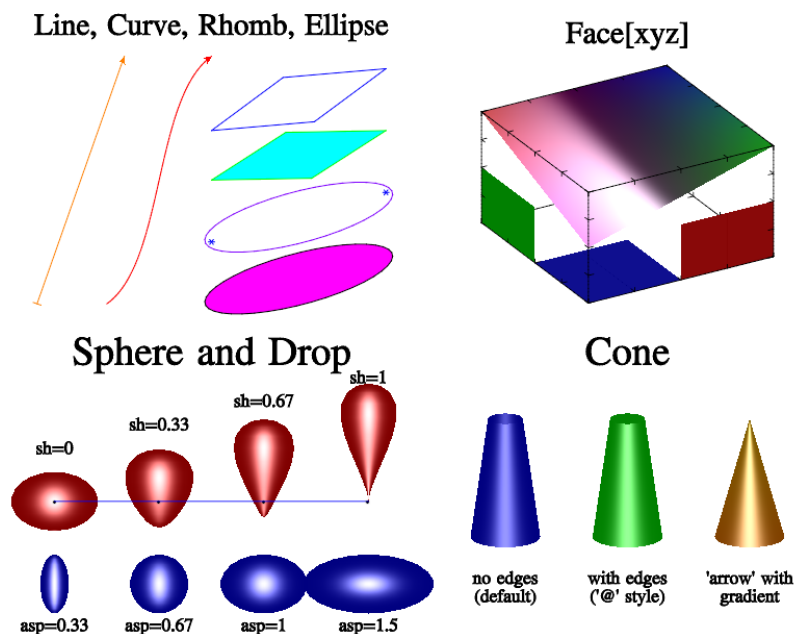 Line, Curve, Rhomb, Ellipse
Face[xyz]
Sphere and Drop
Cone
sh=0
sh=0.33
sh=0.67
sh=1
asp=0.33
asp=0.67
asp=1
asp=1.5
no edges
(default)
with edges
('@' style)
'arrow' with
gradient